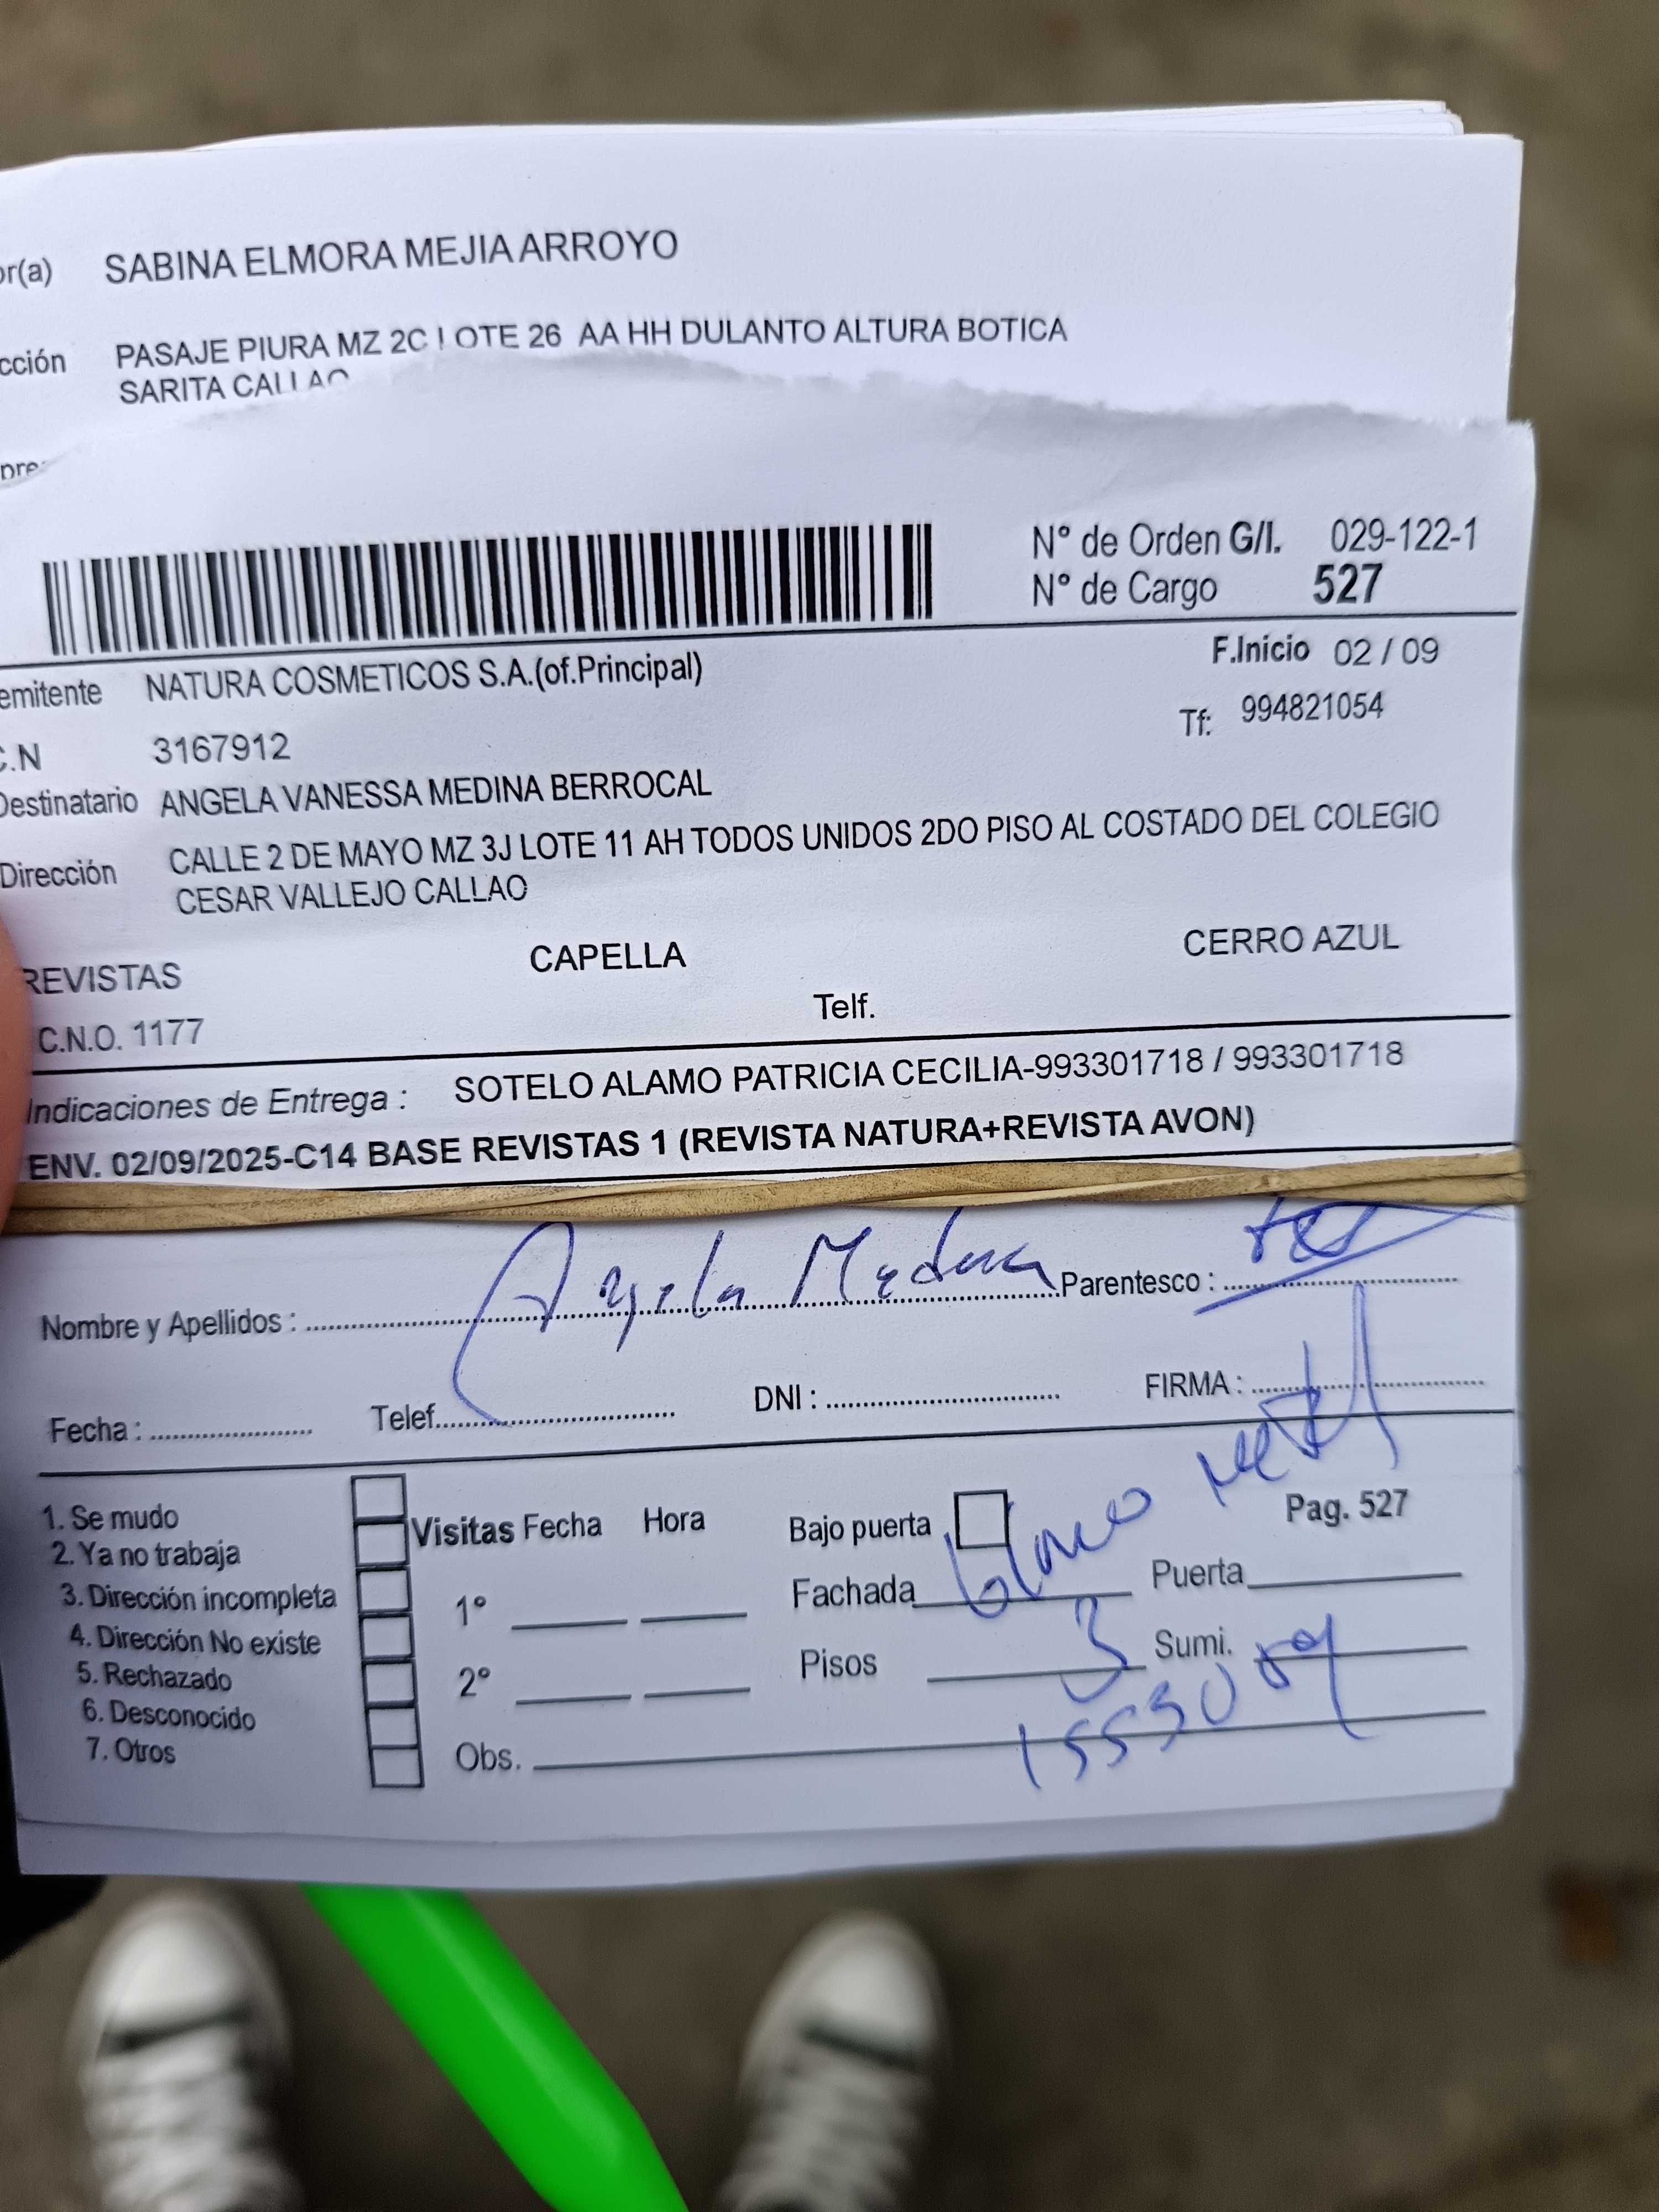 or(a) SABINA ELMORA MEJIA ARROYO
cción PASAJE PIURA MZ 2C LOTE 26 AA HH DULANTO ALTURA BOTICA
SARITA CALLAO
pre
N° de Orden G/I. 029-122-1
N° de Cargo 527
F.Inicio 02 / 09
emitente NATURA COSMETICOS S.A.(of.Principal)
Tf: 994821054
C.N 3167912
Destinatario ANGELA VANESSA MEDINA BERROCAL
Dirección CALLE 2 DE MAYO MZ 3J LOTE 11 AH TODOS UNIDOS 2DO PISO AL COSTADO DEL COLEGIO
CESAR VALLEJO CALLAO
REVISTAS CAPELLA CERRO AZUL
C.N.O. 1177 Telf.
Indicaciones de Entrega : SOTELO ALAMO PATRICIA CECILIA-993301718 / 993301718
ENV. 02/09/2025-C14 BASE REVISTAS 1 (REVISTA NATURA+REVISTA AVON)
Nombre y Apellidos : Angela Medina Parentesco :
Fecha : Telef. DNI : FIRMA :
1. Se mudo
2. Ya no trabaja
3. Dirección incompleta
4. Dirección No existe
5. Rechazado
6. Desconocido
7. Otros
Visitas Fecha Hora
1°
2°
Bajo puerta Pag. 527
Fachada blanco Puerta metal
Pisos 3 Sumi.
Obs.